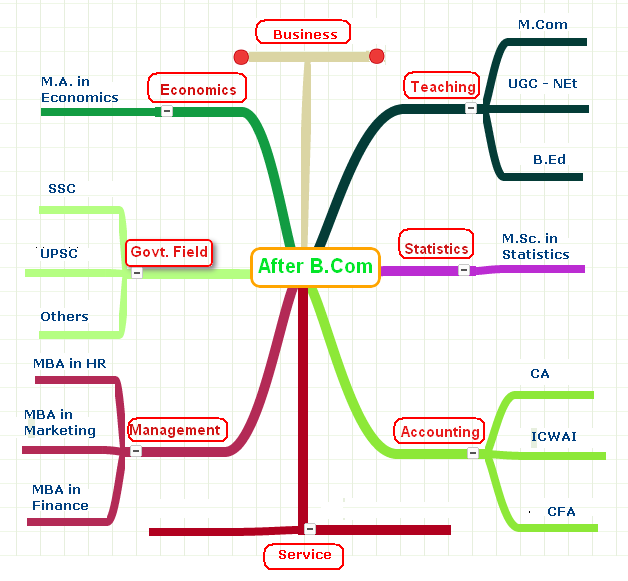 Business
M.Com
Teaching
UGC - NEt
B.Ed
M.A. in
Economics
Economics
SSC
UPSC
Others
Govt. Field
After B.Com
Statistics
M.Sc. in
Statistics
MBA in HR
MBA in
Marketing
MBA in
Finance
Management
Accounting
CA
ICWAI
CFA
Service